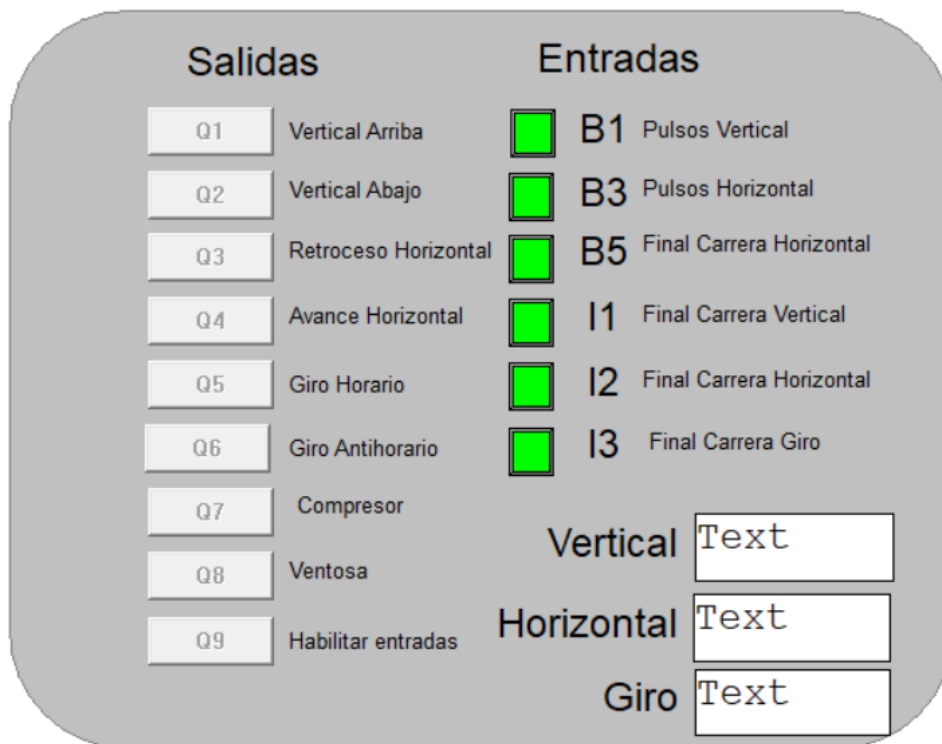 Salidas
Q1 Vertical Arriba
Q2 Vertical Abajo
Q3 Retroceso Horizontal
Q4 Avance Horizontal
Q5 Giro Horario
Q6 Giro Antihorario
Q7 Compresor
Q8 Ventosa
Q9 Habilitar entradas
Entradas
B1 Pulsos Vertical
B3 Pulsos Horizontal
B5 Final Carrera Horizontal
I1 Final Carrera Vertical
I2 Final Carrera Horizontal
I3 Final Carrera Giro
Vertical Text
Horizontal Text
Giro Text